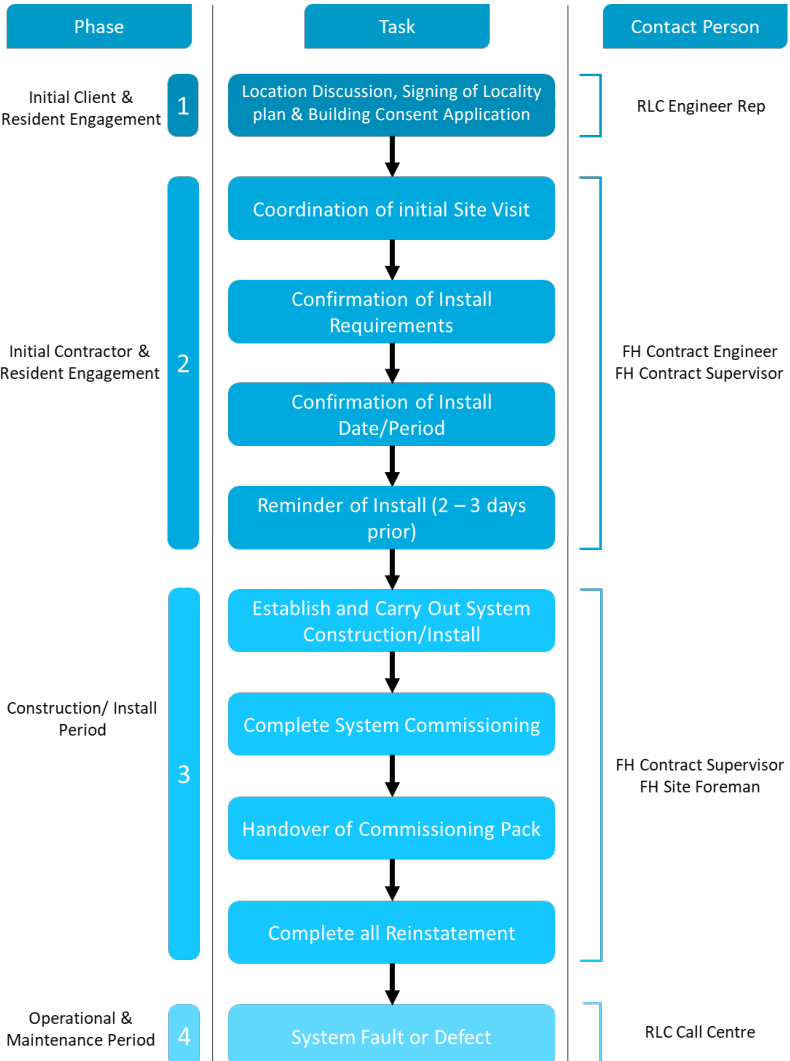 Phase
Task
Contact Person
Initial Client &
Resident Engagement
1
Location Discussion, Signing of Locality
plan & Building Consent Application
RLC Engineer Rep
Coordination of initial Site Visit
Confirmation of Install
Requirements
Initial Contractor &
Resident Engagement
2
FH Contract Engineer
FH Contract Supervisor
Confirmation of Install
Date/Period
Reminder of Install (2 – 3 days
prior)
Establish and Carry Out System
Construction/Install
Construction/ Install
Period
3
Complete System Commissioning
FH Contract Supervisor
FH Site Foreman
Handover of Commissioning Pack
Complete all Reinstatement
Operational &
Maintenance Period
4
System Fault or Defect
RLC Call Centre